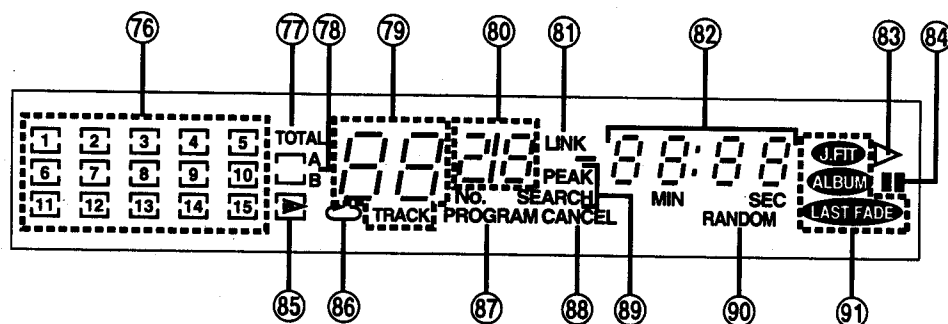 76 77 78 79 80 81 82 83 84
1 2 3 4 5 TOTAL A LINK J.FIT
6 7 8 9 10 B PEAK ALBUM
No. SEARCH MIN SEC
11 12 13 14 15 TRACK PROGRAM CANCEL RANDOM LAST FADE
85 86 87 88 89 90 91